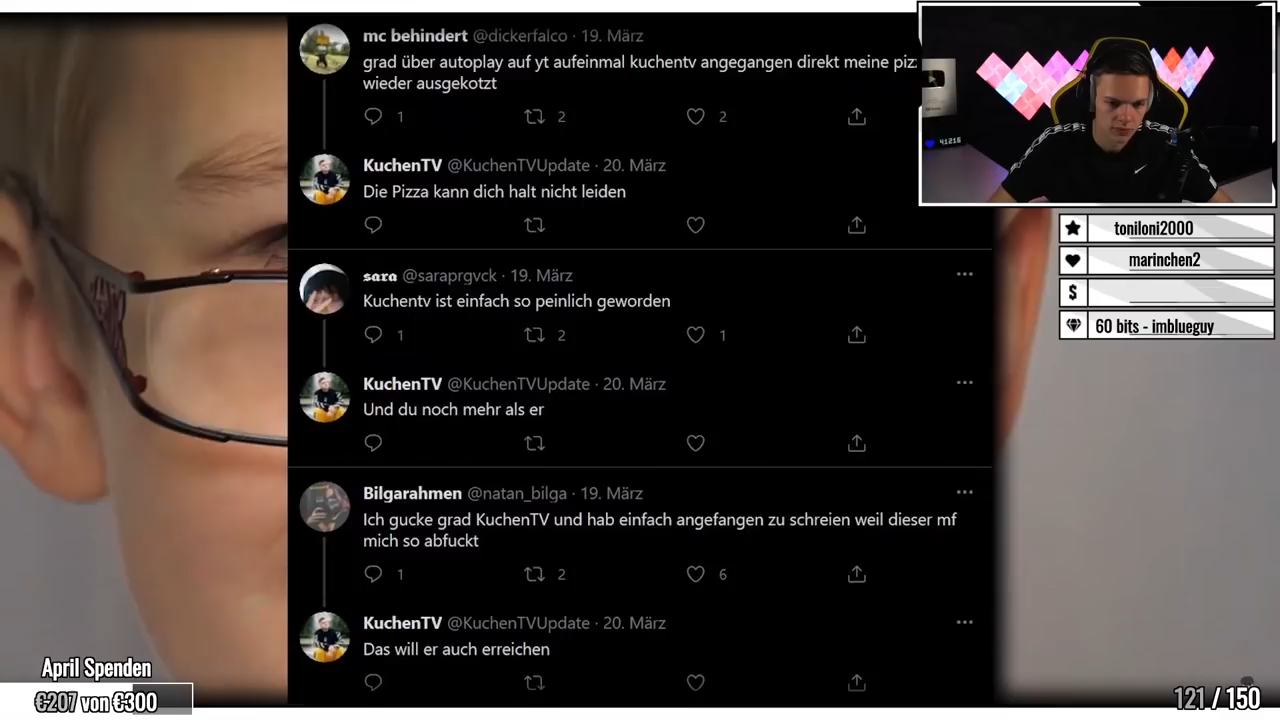 mc behindert @dickerfalco · 19. März
grad über autoplay auf yt aufeinmal kuchentv angegangen direkt meine piz
wieder ausgekotzt
1 2 2
KuchenTV @KuchenTVUpdate · 20. März
Die Pizza kann dich halt nicht leiden
sara @saraprgvck · 19. März
Kuchentv ist einfach so peinlich geworden
1 2 1
KuchenTV @KuchenTVUpdate · 20. März
Und du noch mehr als er
Bilgarahmen @natan_bilga · 19. März
Ich gucke grad KuchenTV und hab einfach angefangen zu schreien weil dieser mf
mich so abfuckt
1 2 6
KuchenTV @KuchenTVUpdate · 20. März
Das will er auch erreichen
41216
toniloni2000
marinchen2
$
60 bits - imblueguy
April Spenden
€207 von €300
121 / 150